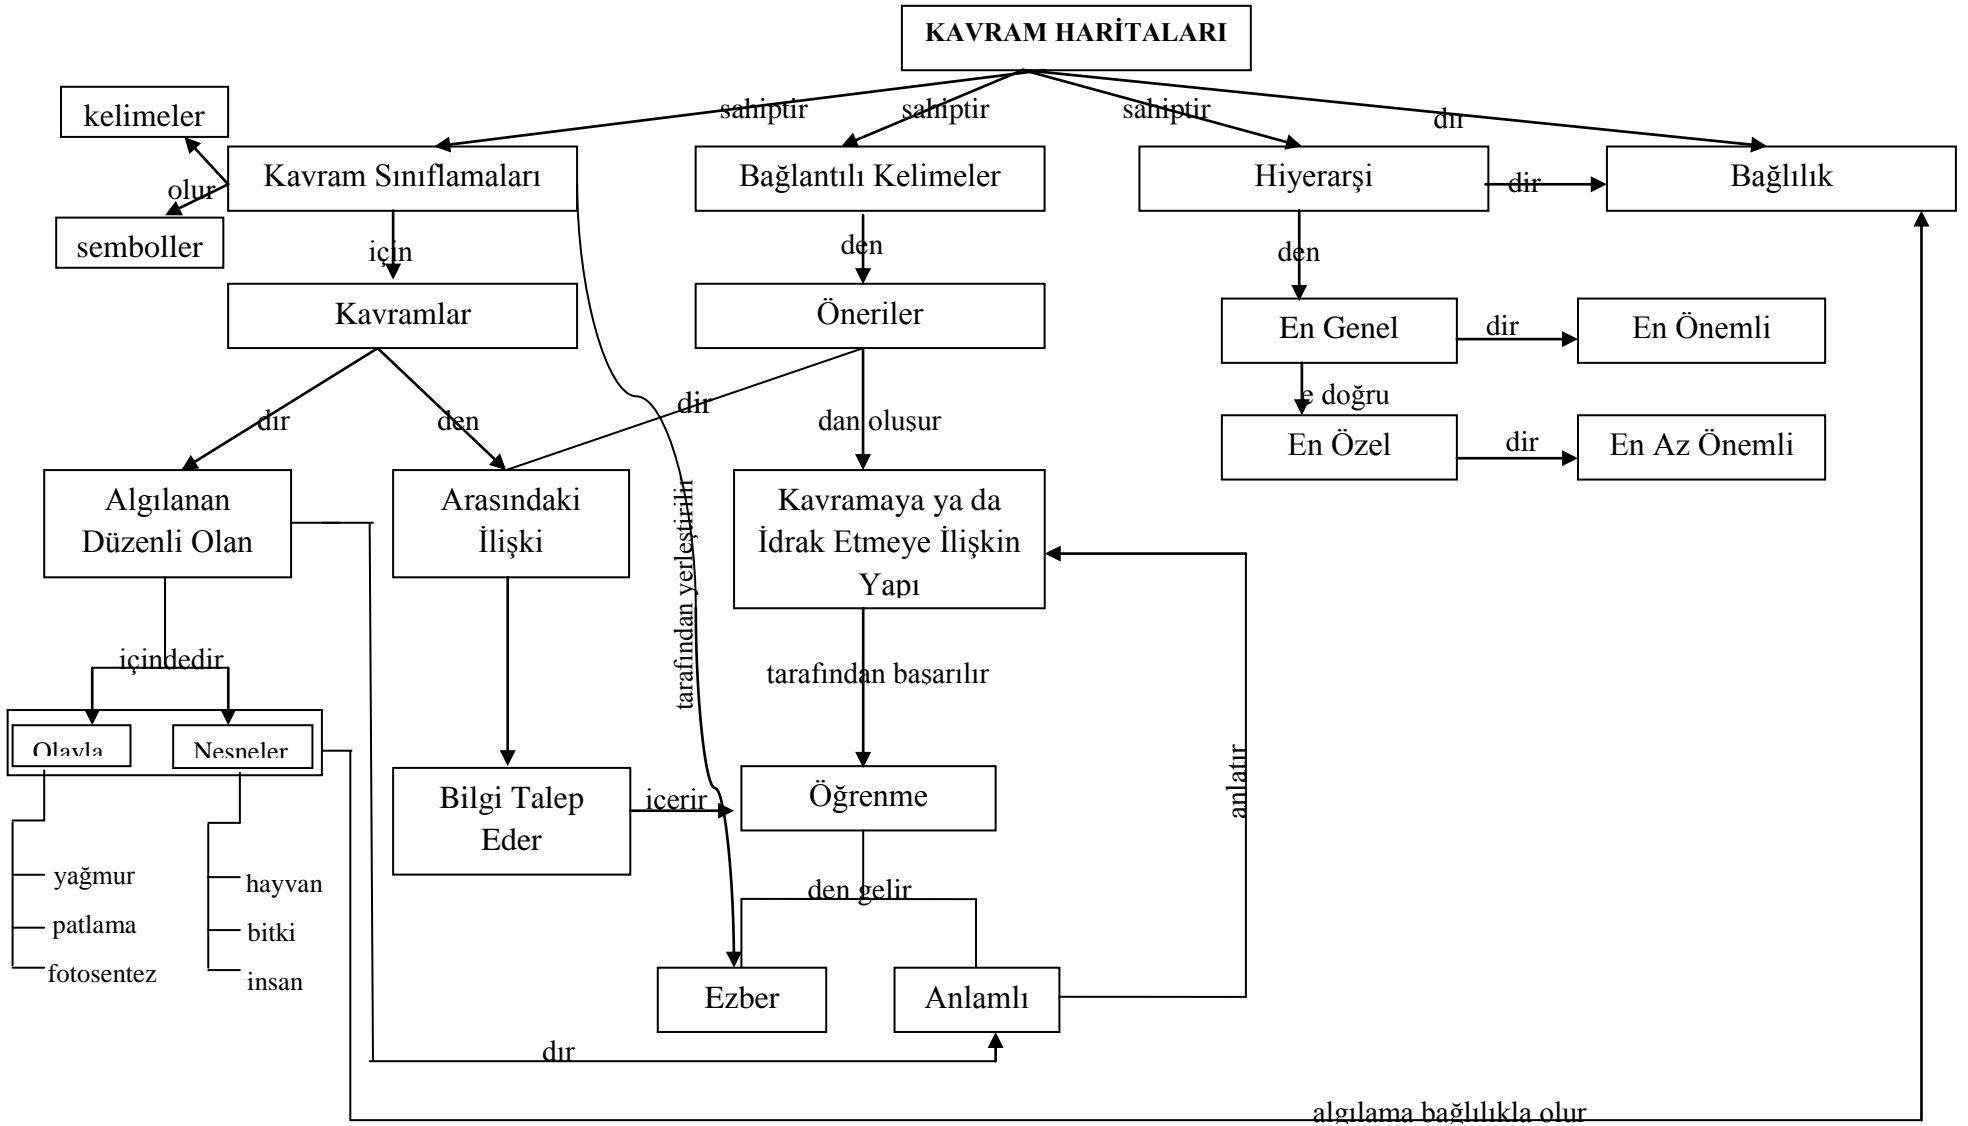 KAVRAM HARİTALARI
sahiptir
sahiptir
sahiptir
dır
kelimeler
Kavram Sınıflamaları
Bağlantılı Kelimeler
Hiyerarşi
dir
Bağlılık
olur
semboller
için
den
den
Kavramlar
Öneriler
En Genel
dir
En Önemli
e doğru
dır
den
dir
dan oluşur
En Özel
dir
En Az Önemli
Algılanan
Düzenli Olan
Arasındaki
İlişki
Kavramaya ya da
İdrak Etmeye İlişkin
Yapı
tarafından yerleştirilir
içindedir
tarafından başarılır
Olayla
Nesneler
Bilgi Talep
Eder
içerir
Öğrenme
anlatır
yağmur
patlama
fotosentez
hayvan
bitki
insan
den gelir
Ezber
Anlamlı
dır
algılama bağlılıkla olur